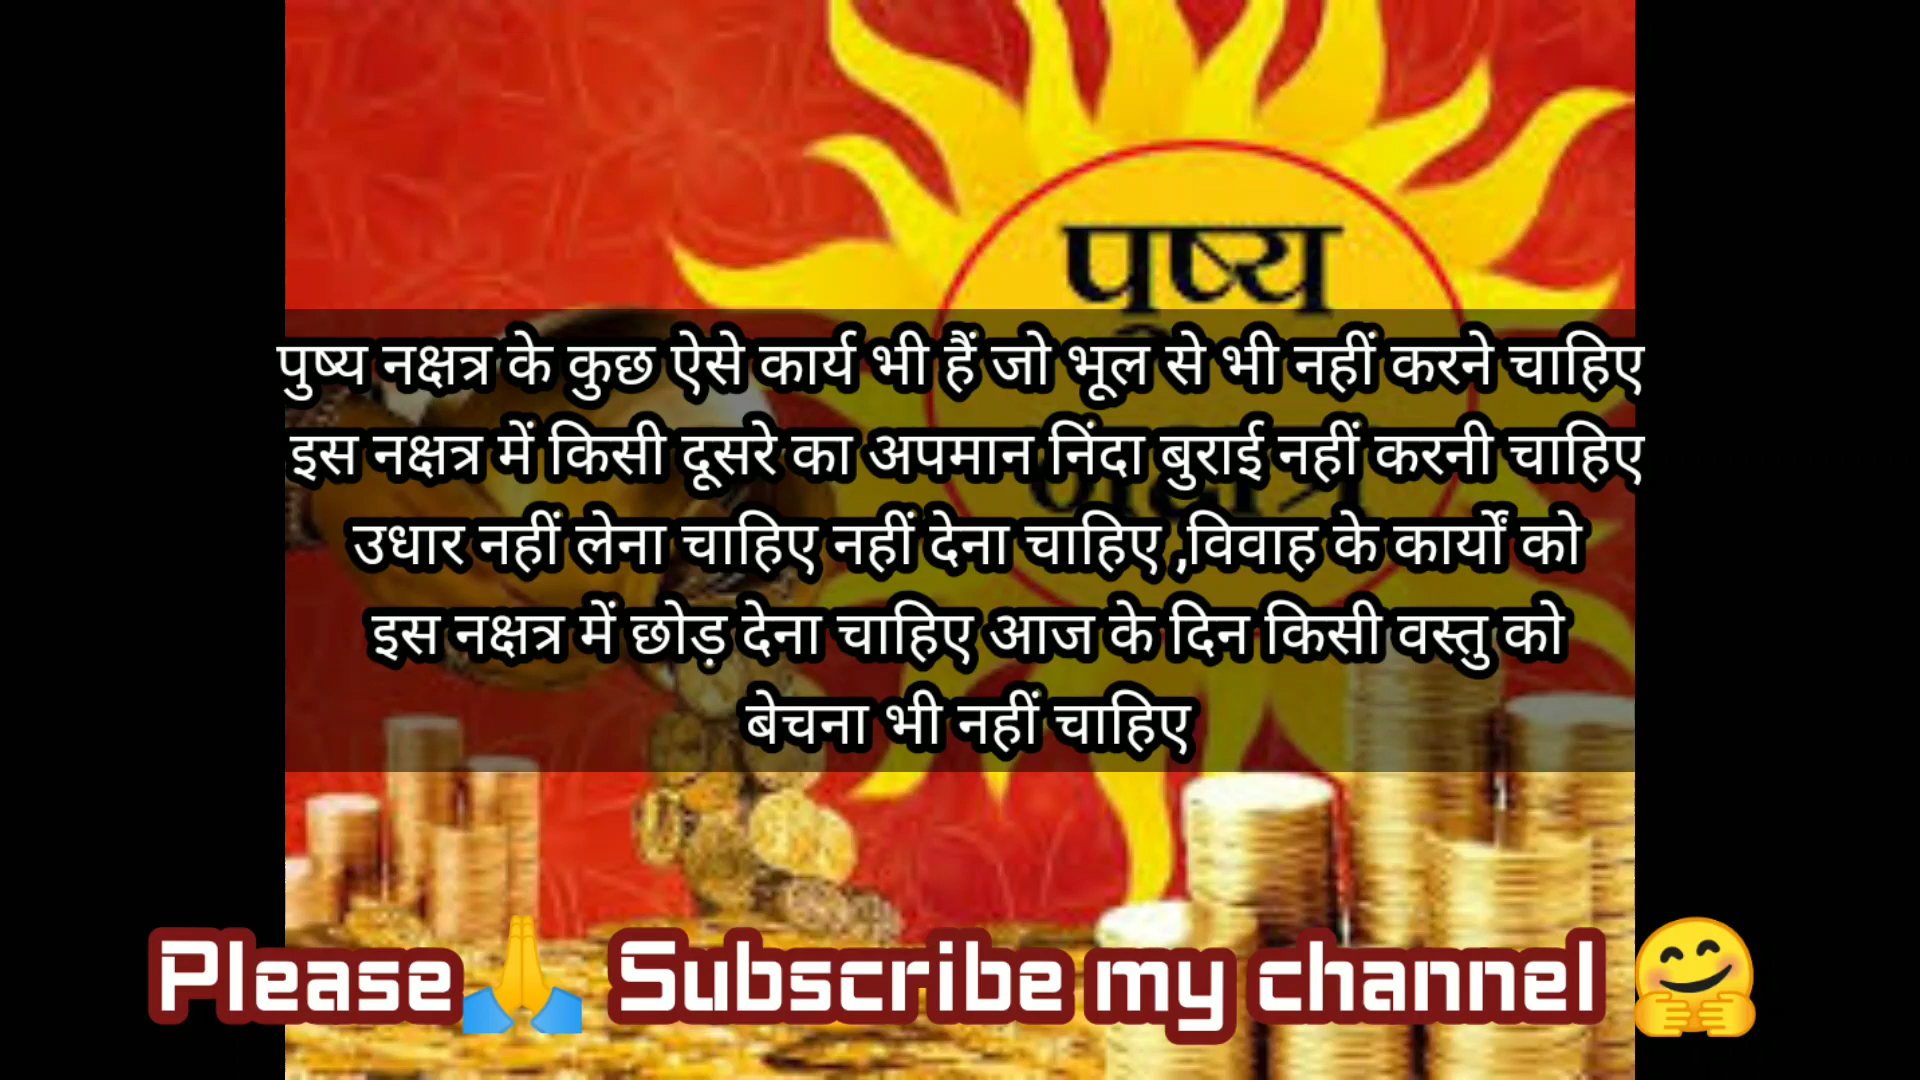 पुष्य
पुष्य नक्षत्र के कुछ ऐसे कार्य भी हैं जो भूल से भी नहीं करने चाहिए
इस नक्षत्र में किसी दूसरे का अपमान निंदा बुराई नहीं करनी चाहिए
उधार नहीं लेना चाहिए नहीं देना चाहिए ,विवाह के कार्यों को
इस नक्षत्र में छोड़ देना चाहिए आज के दिन किसी वस्तु को
बेचना भी नहीं चाहिए
Please🙏 Subscribe my channel 🤗